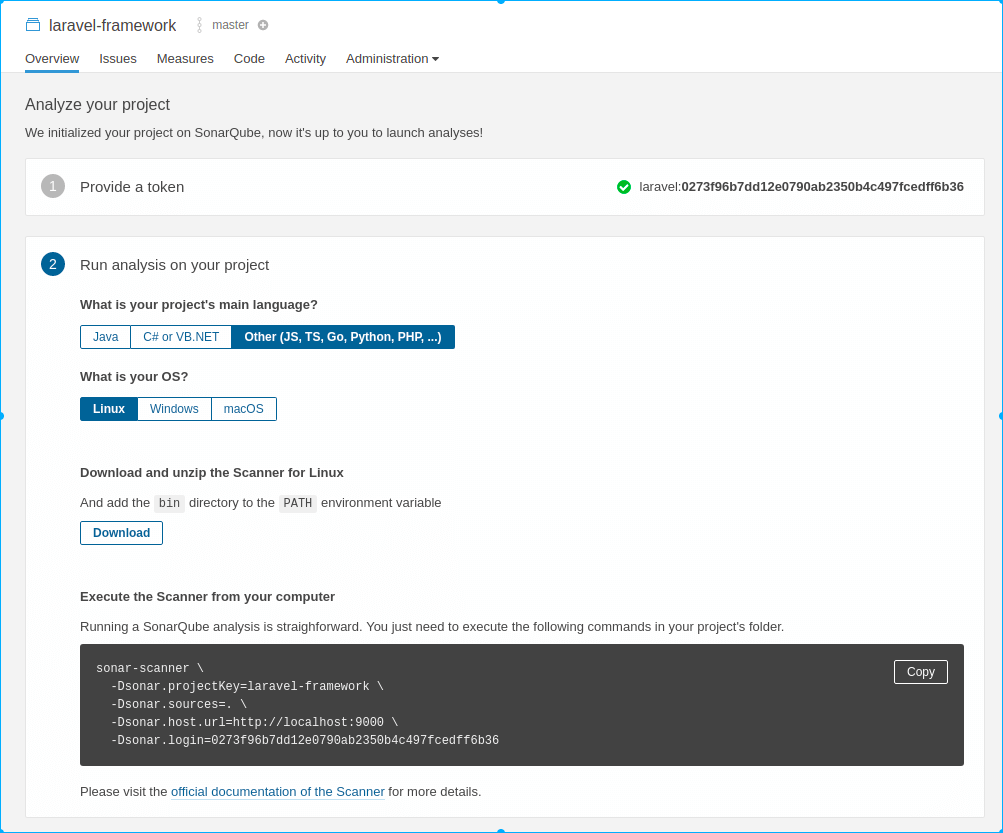 laravel-framework master
Overview Issues Measures Code Activity Administration
Analyze your project
We initialized your project on SonarQube, now it's up to you to launch analyses!
1 Provide a token laravel:0273f96b7dd12e0790ab2350b4c497fcedff6b36
2 Run analysis on your project
What is your project's main language?
Java C# or VB.NET Other (JS, TS, Go, Python, PHP, ...)
What is your OS?
Linux Windows macOS
Download and unzip the Scanner for Linux
And add the bin directory to the PATH environment variable
Download
Execute the Scanner from your computer
Running a SonarQube analysis is straighforward. You just need to execute the following commands in your project's folder.
sonar-scanner \
Copy
-Dsonar.projectKey=laravel-framework \
-Dsonar.sources=. \
-Dsonar.host.url=http://localhost:9000 \
-Dsonar.login=0273f96b7dd12e0790ab2350b4c497fcedff6b36
Please visit the official documentation of the Scanner for more details.